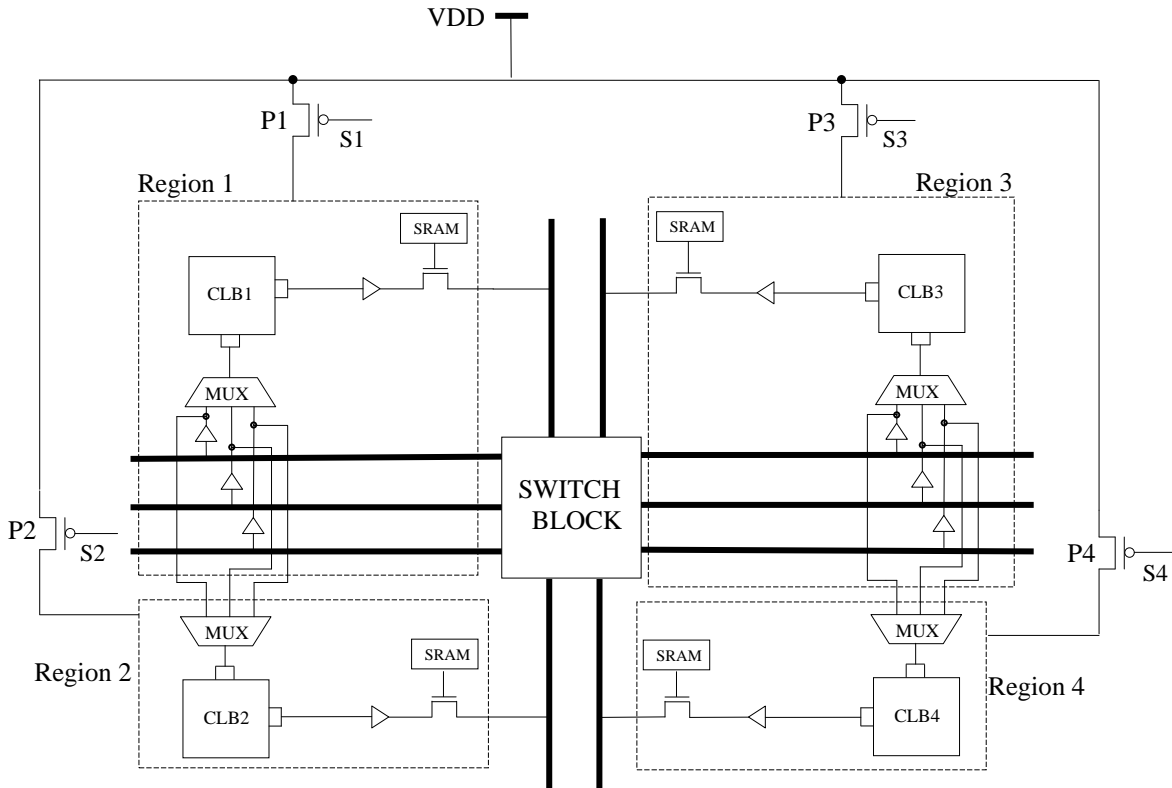 VDD
P1
S1
P3
S3
Region 1
Region 3
SRAM
SRAM
CLB1
CLB3
MUX
MUX
SWITCH
BLOCK
P2
S2
P4
S4
MUX
MUX
Region 2
SRAM
SRAM
Region 4
CLB2
CLB4